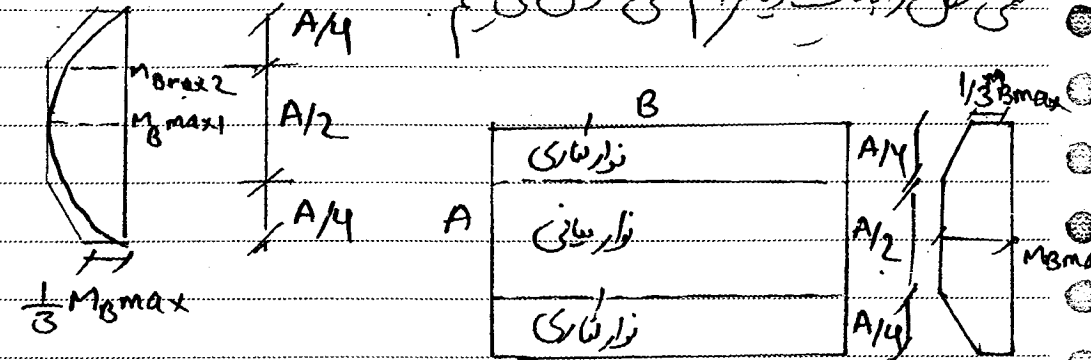 A/4
M_Bmax2
M_Bmax1
A/2
A/4
1/3 M_Bmax
B
نوار کناری
A
نوار میانی
نوار کناری
1/3 M_Bmax
A/4
A/2
A/4